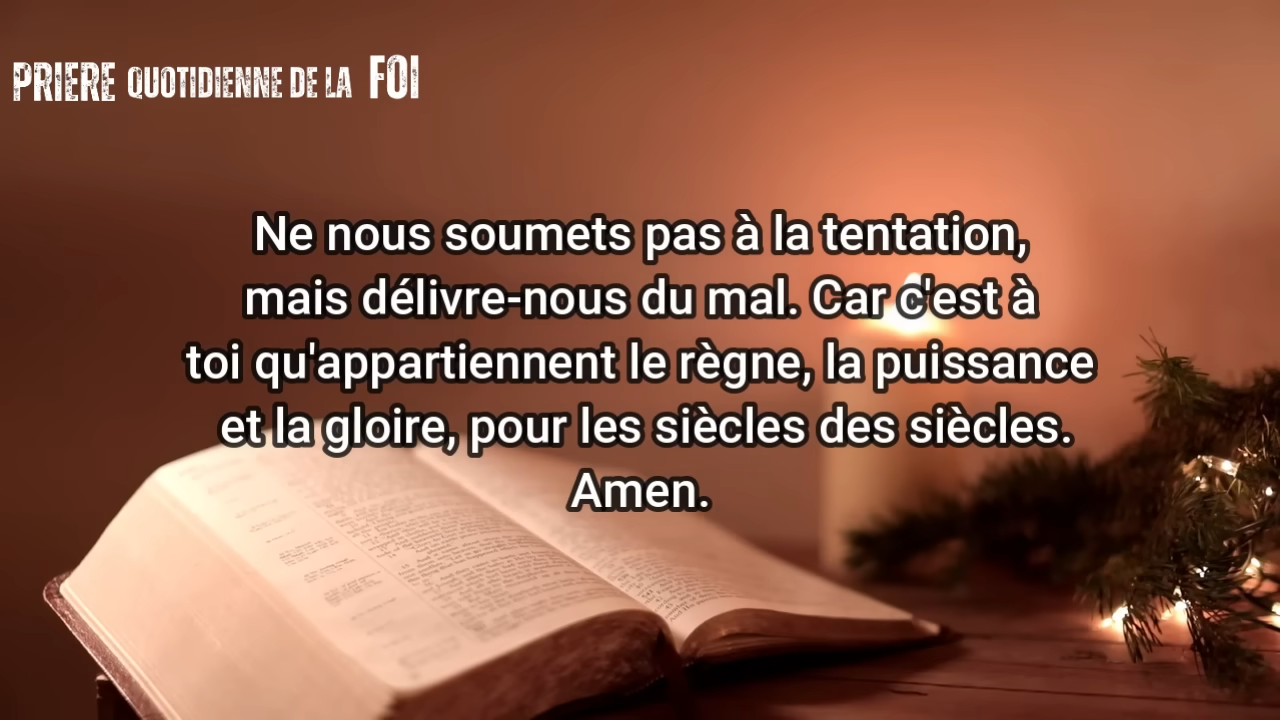 PRIERE QUOTIDIENNE DE LA FOI
Ne nous soumets pas à la tentation,
mais délivre-nous du mal. Car c'est à
toi qu'appartiennent le règne, la puissance
et la gloire, pour les siècles des siècles.
Amen.